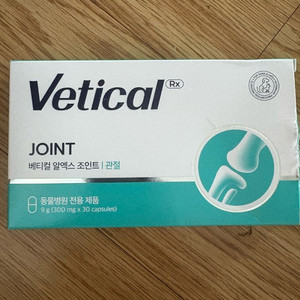 Vetical Rx
JOINT
베티컬 알엑스 조인트 | 관절
동물병원 전용 제품
9 g (300 mg x 30 capsules)